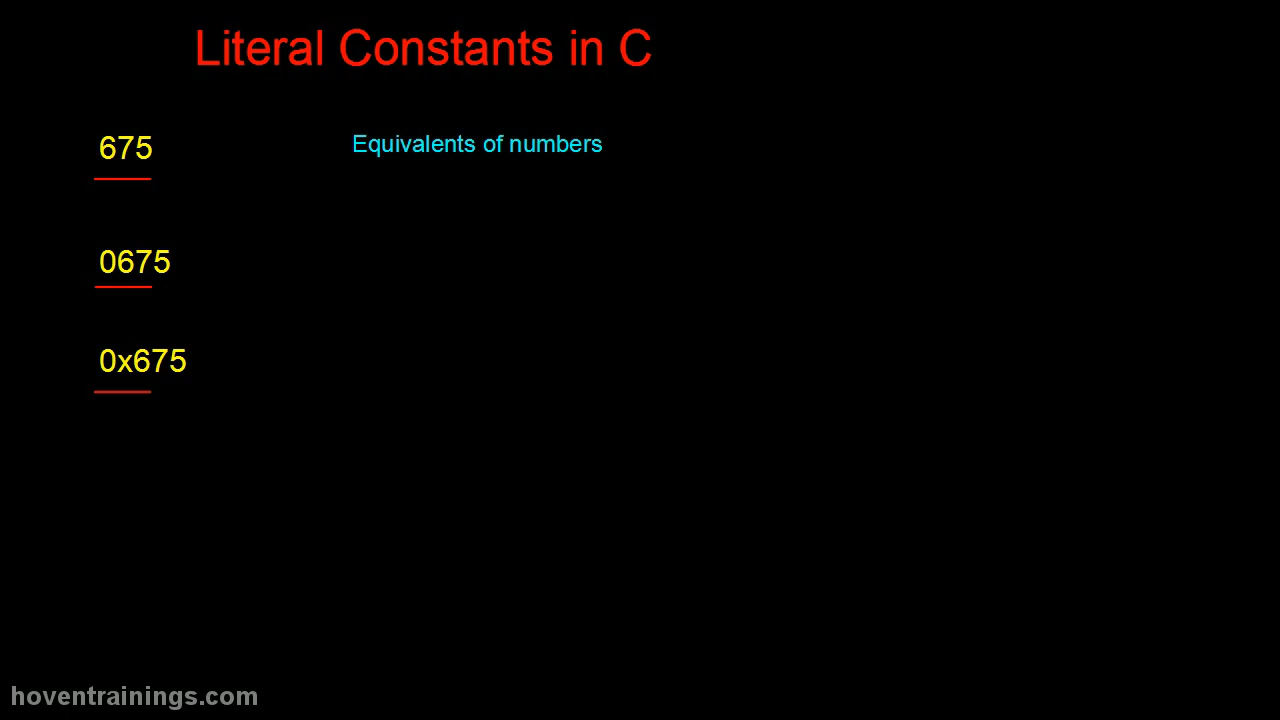 Literal Constants in C
675
Equivalents of numbers
0675
0x675
hoventrainings.com